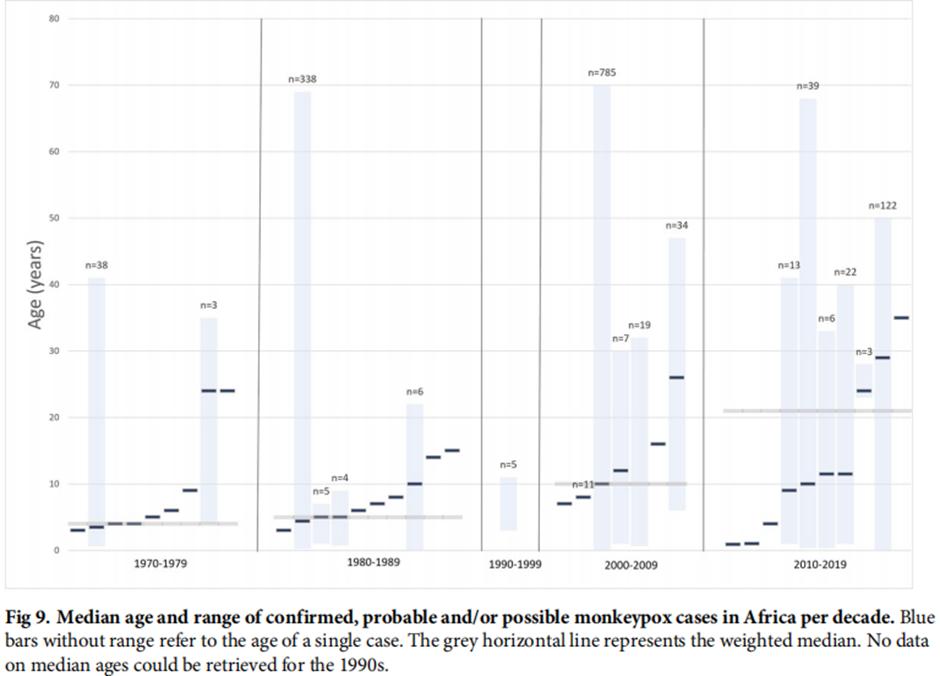 80
n=785
n=338
70
n=39
60
50
n=122
n=34
n=38
n=13
n=22
40
n=3
n=6
n=19
n=7
30
n=3
n=6
20
n=4
n=5
n=5
n=11
10
0
Age (years)
1970-1979 1980-1989 1990-1999 2000-2009 2010-2019
Fig 9. Median age and range of confirmed, probable and/or possible monkeypox cases in Africa per decade. Blue
bars without range refer to the age of a single case. The grey horizontal line represents the weighted median. No data
on median ages could be retrieved for the 1990s.